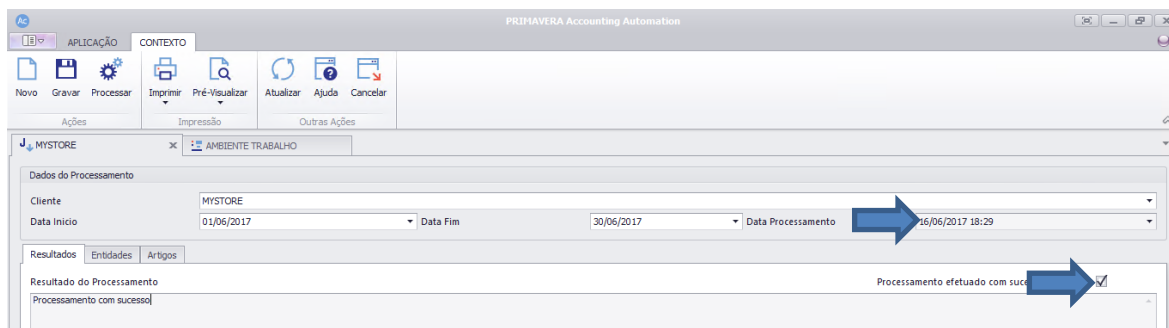 Ac PRIMAVERA Accounting Automation
APLICAÇÃO CONTEXTO
Novo Gravar Processar Imprimir Pré-Visualizar Atualizar Ajuda Cancelar
Ações Impressão Outras Ações
MYSTORE AMBIENTE TRABALHO
Dados do Processamento
Cliente MYSTORE
Data Inicio 01/06/2017 Data Fim 30/06/2017 Data Processamento 16/06/2017 18:29
Resultados Entidades Artigos
Resultado do Processamento Processamento efetuado com
Processamento com sucesso